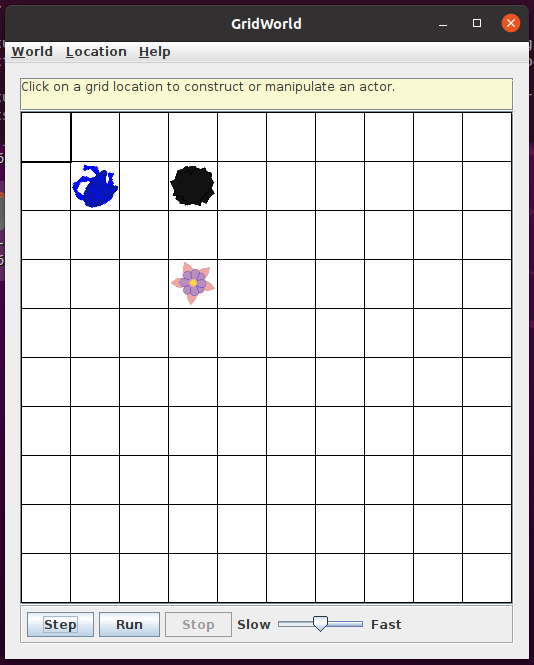 GridWorld
World Location Help
Click on a grid location to construct or manipulate an actor.
Step Run Stop Slow Fast